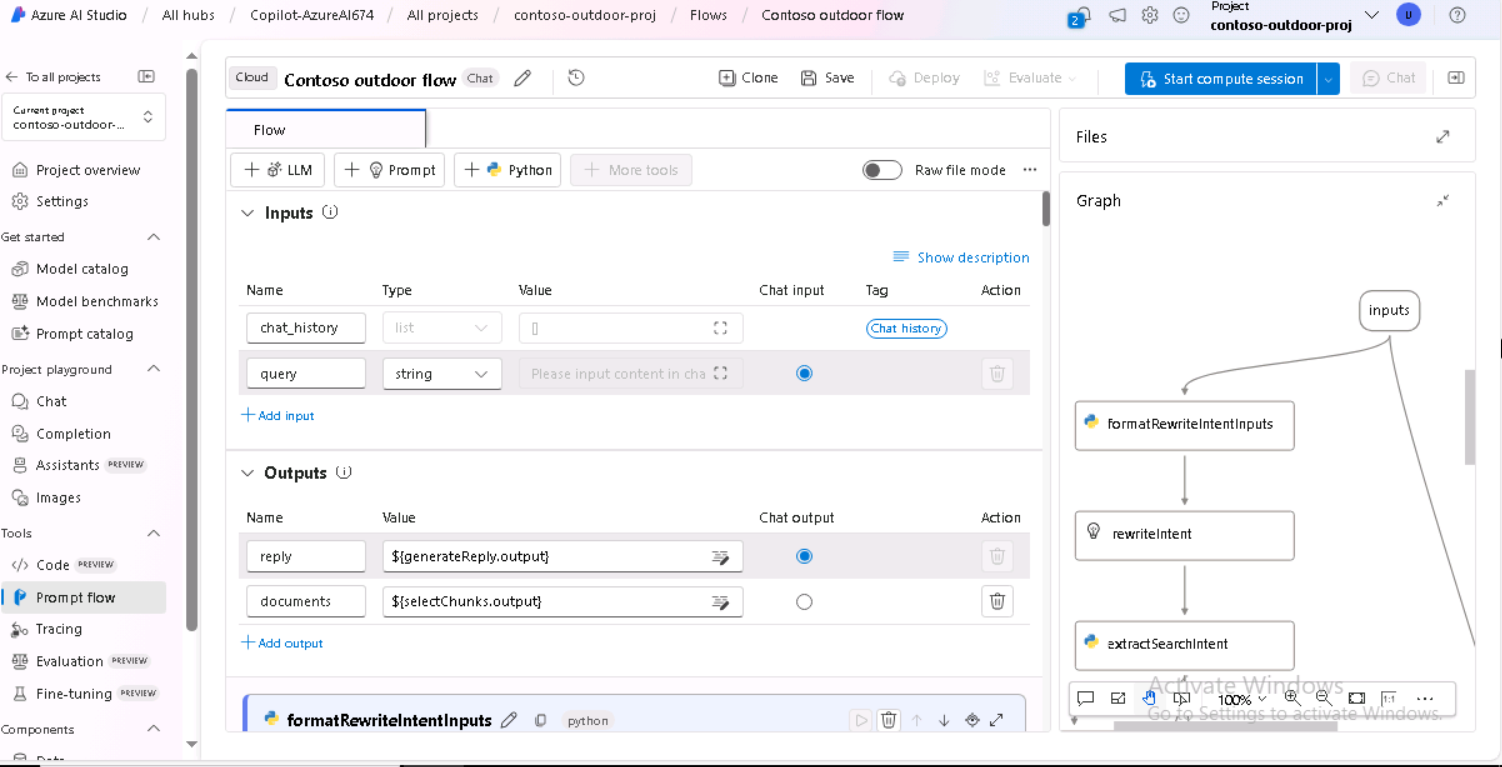 Azure AI Studio / All hubs / Copilot-AzureAI674 / All projects / contoso-outdoor-proj / Flows / Contoso outdoor flow
2
Project
contoso-outdoor-proj
U
To all projects
Current project
contoso-outdoor-...
Project overview
Settings
Get started
Model catalog
Model benchmarks
Prompt catalog
Project playground
Chat
Completion
Assistants PREVIEW
Images
Tools
Code PREVIEW
Prompt flow
Tracing
Evaluation PREVIEW
Fine-tuning PREVIEW
Components
Data
Cloud Contoso outdoor flow Chat
Clone Save Deploy Evaluate Start compute session Chat
Flow
+ LLM + Prompt + Python + More tools Raw file mode ...
Inputs
Show description
Name Type Value Chat input Tag Action
chat_history list [] Chat history
query string Please input content in cha
+ Add input
Outputs
Name Value Chat output Action
reply ${generateReply.output}
documents ${selectChunks.output}
+ Add output
formatRewriteIntentInputs python
Files
Graph
inputs
formatRewriteIntentInputs
rewriteIntent
extractSearchIntent
100% 1:1 ...
Activate Windows
Go to Settings to activate Windows.